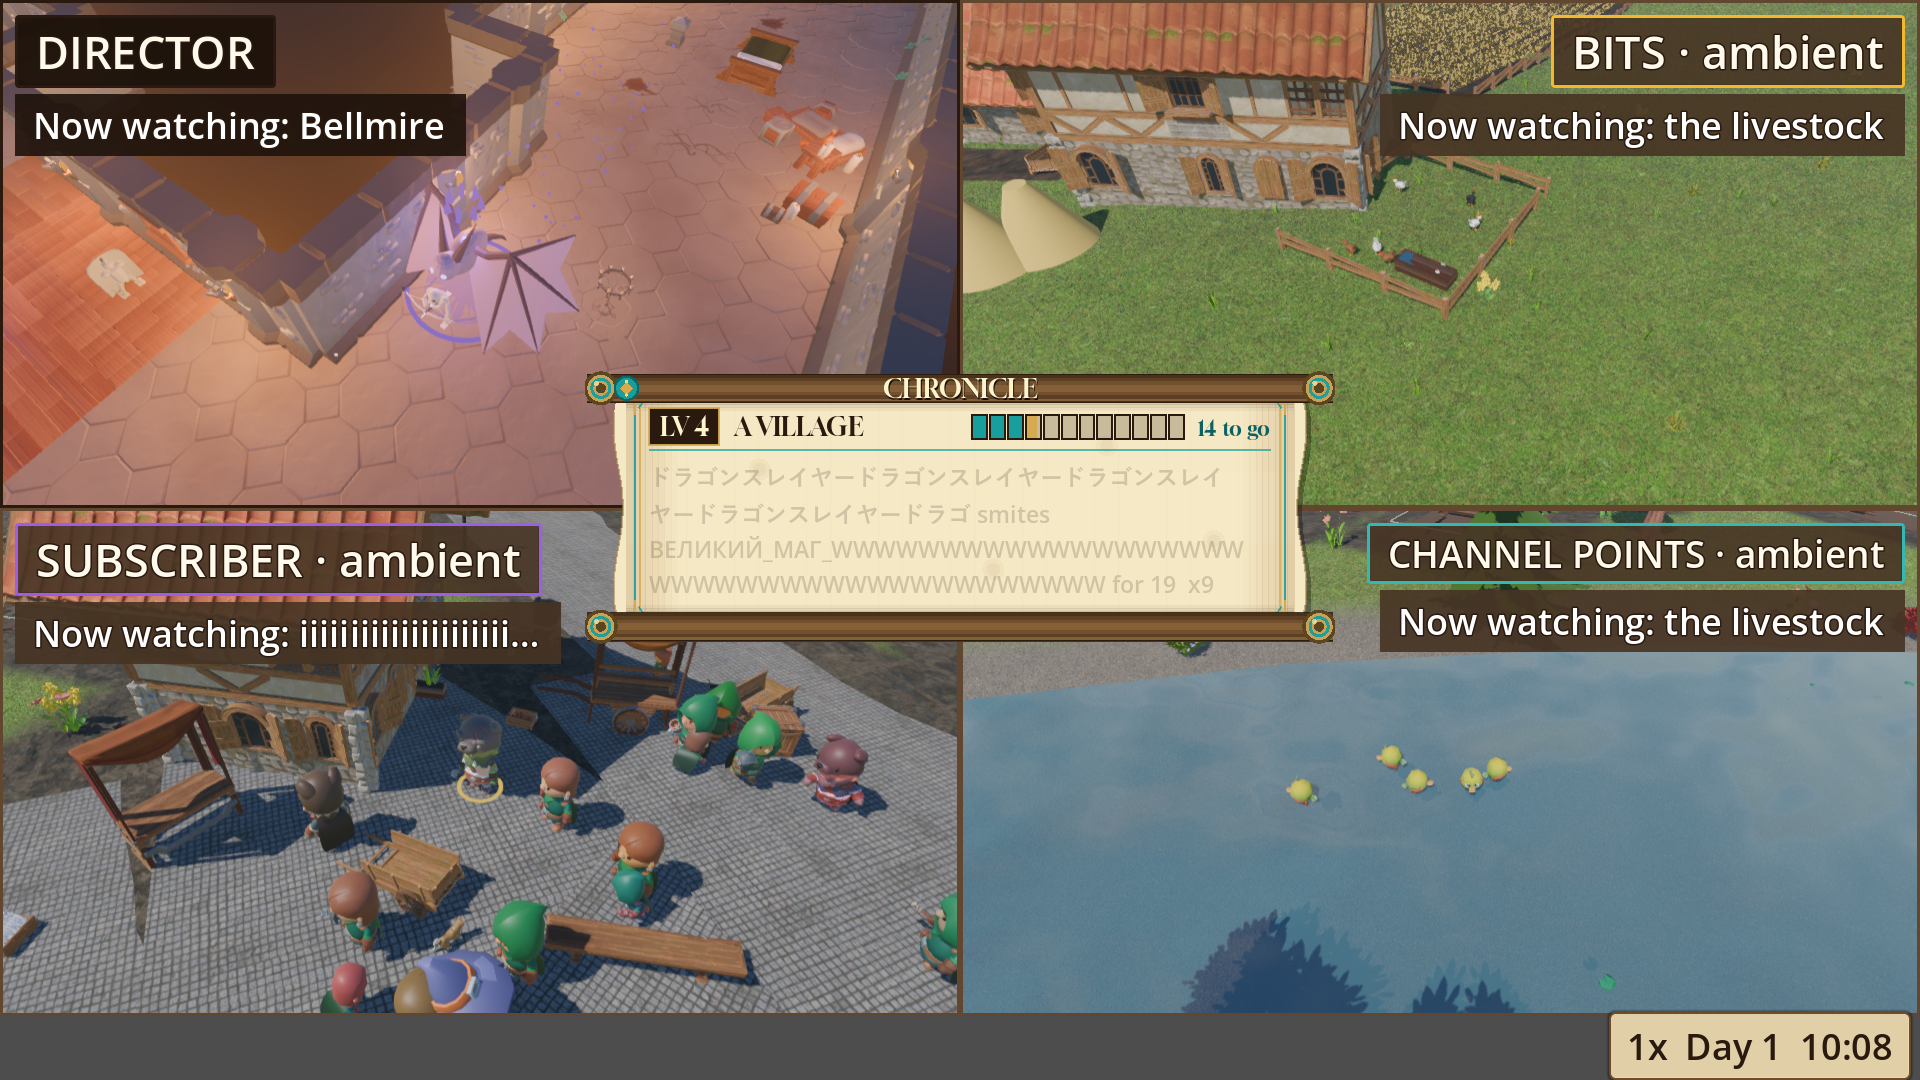 DIRECTOR
Now watching: Bellmire
BITS · ambient
Now watching: the livestock
CHRONICLE
LV 4 A VILLAGE 14 to go
ドラゴンスレイヤードラゴンスレイヤードラゴンスレイ
ヤードラゴンスレイヤードラゴ smites
ВЕЛИКИЙ_МАГ_WWWWWWWWWWWWWWWWWWW
WWWWWWWWWWWWWWWWWWWWW for 19 x9
SUBSCRIBER · ambient
Now watching: iiiiiiiiiiiiiiiiiiiii...
CHANNEL POINTS · ambient
Now watching: the livestock
1x Day 1 10:08